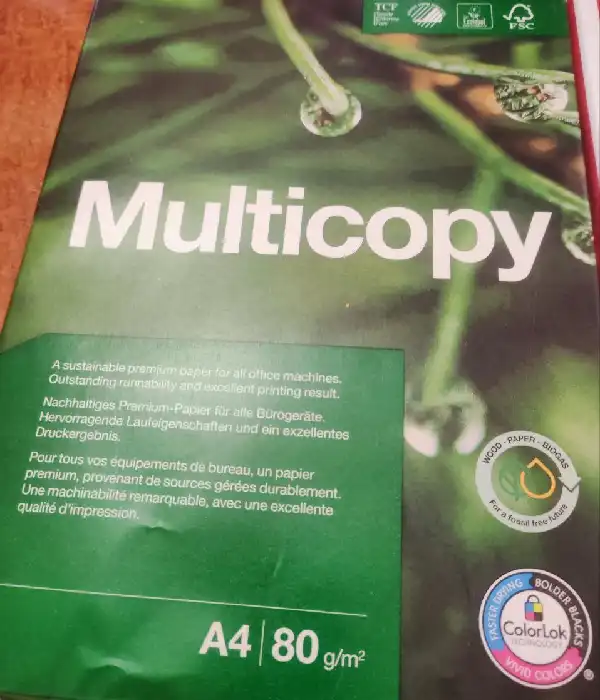 TCF
FSC
Multicopy
A sustainable premium paper for all office machines.
Outstanding runnability and excellent printing result.
Nachhaltiges Premium-Papier für alle Bürogeräte.
Hervorragende Laufeigenschaften und ein exzellentes
Druckergebnis.
Pour tous vos équipements de bureau, un papier
premium, provenant de sources gérées durablement.
Une machinabilité remarquable, avec une excellente
qualité d'impression.
WOOD - PAPER - BIOGAS
For a fossil free future
A4 | 80 g/m²
FASTER DRYING
BOLDER BLACKS
ColorLok
TECHNOLOGY
VIVID COLORS